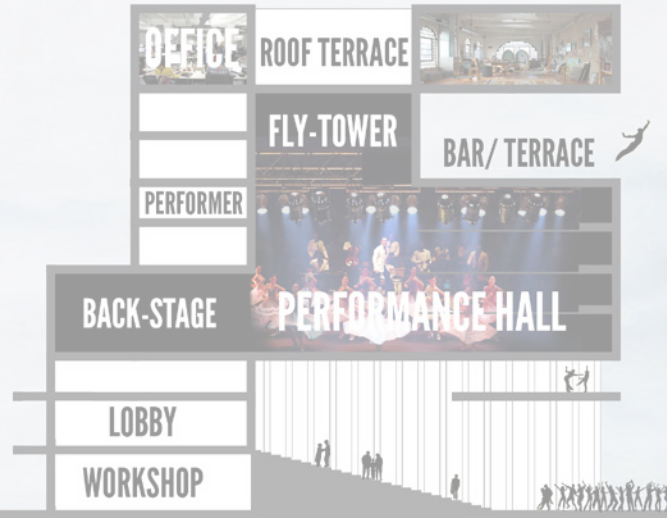 OFFICE
ROOF TERRACE
FLY-TOWER
BAR/ TERRACE
PERFORMER
BACK-STAGE
PERFORMANCE HALL
LOBBY
WORKSHOP